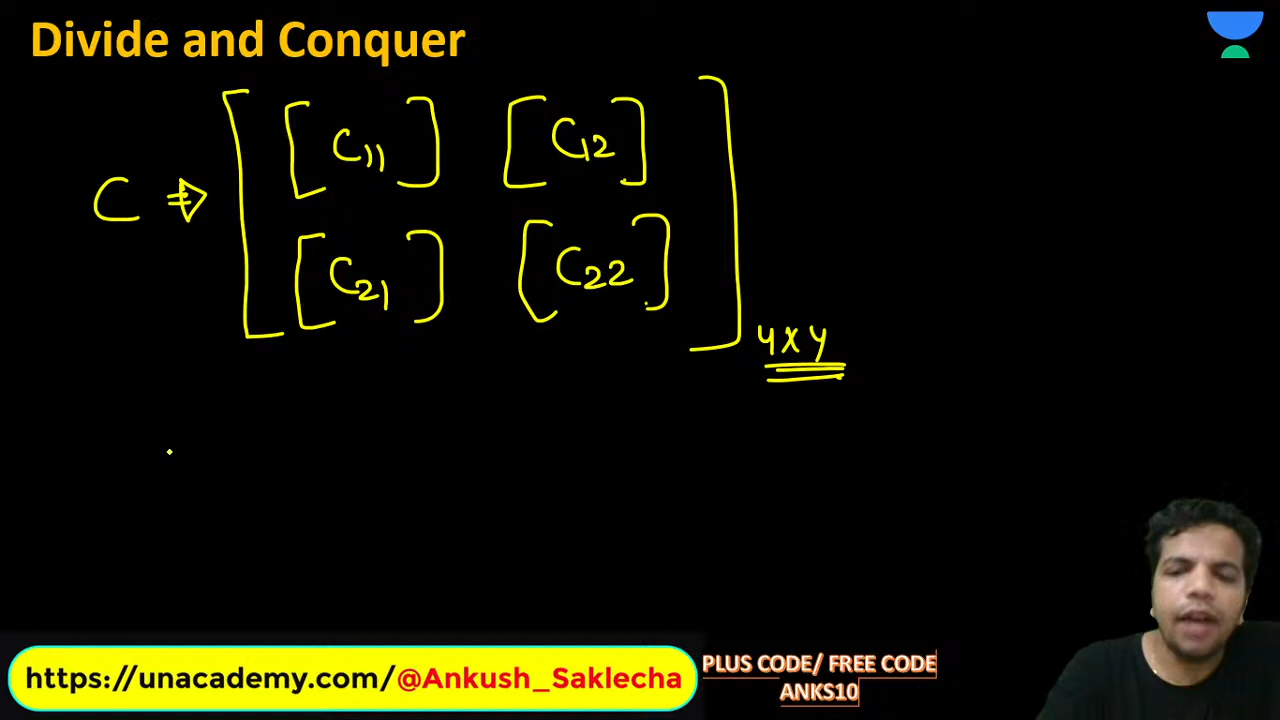 Divide and Conquer
C ⇒ [ [C11] [C12]
[C21] [C22] ] 4x4
https://unacademy.com/@Ankush_Saklecha
PLUS CODE/ FREE CODE
ANKS10